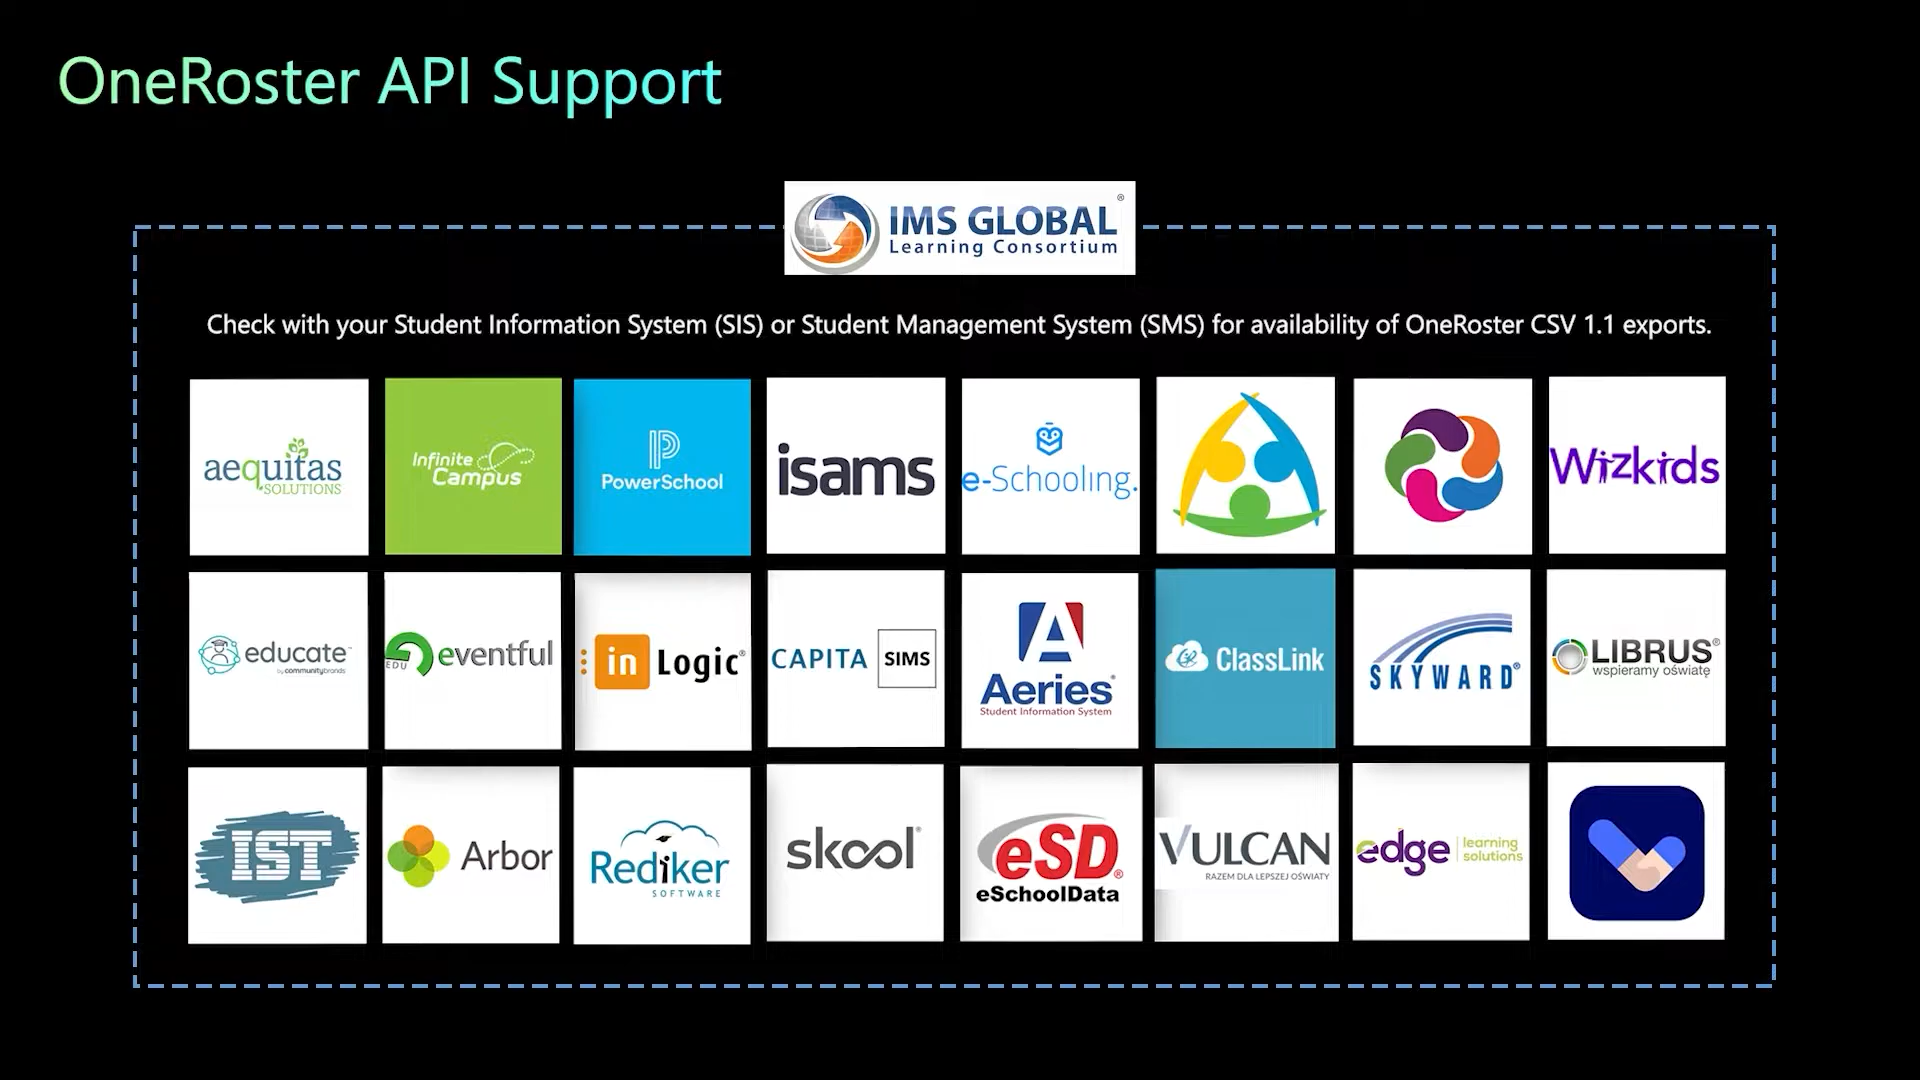 OneRoster API Support
IMS GLOBAL®
Learning Consortium
Check with your Student Information System (SIS) or Student Management System (SMS) for availability of OneRoster CSV 1.1 exports.
aequitas
SOLUTIONS
Infinite
Campus
PowerSchool
isams
e-Schooling.
Wizkids
educate
by communitybrands
EDU eventful
in Logic®
CAPITA SIMS
Aeries®
Student Information System
ClassLink
SKYWARD®
LIBRUS®
wspieramy oświatę
IST
Arbor
Rediker
SOFTWARE
skool®
eSD®
eSchoolData
VULCAN
RAZEM DLA LEPSZEJ OŚWIATY
edge learning
solutions